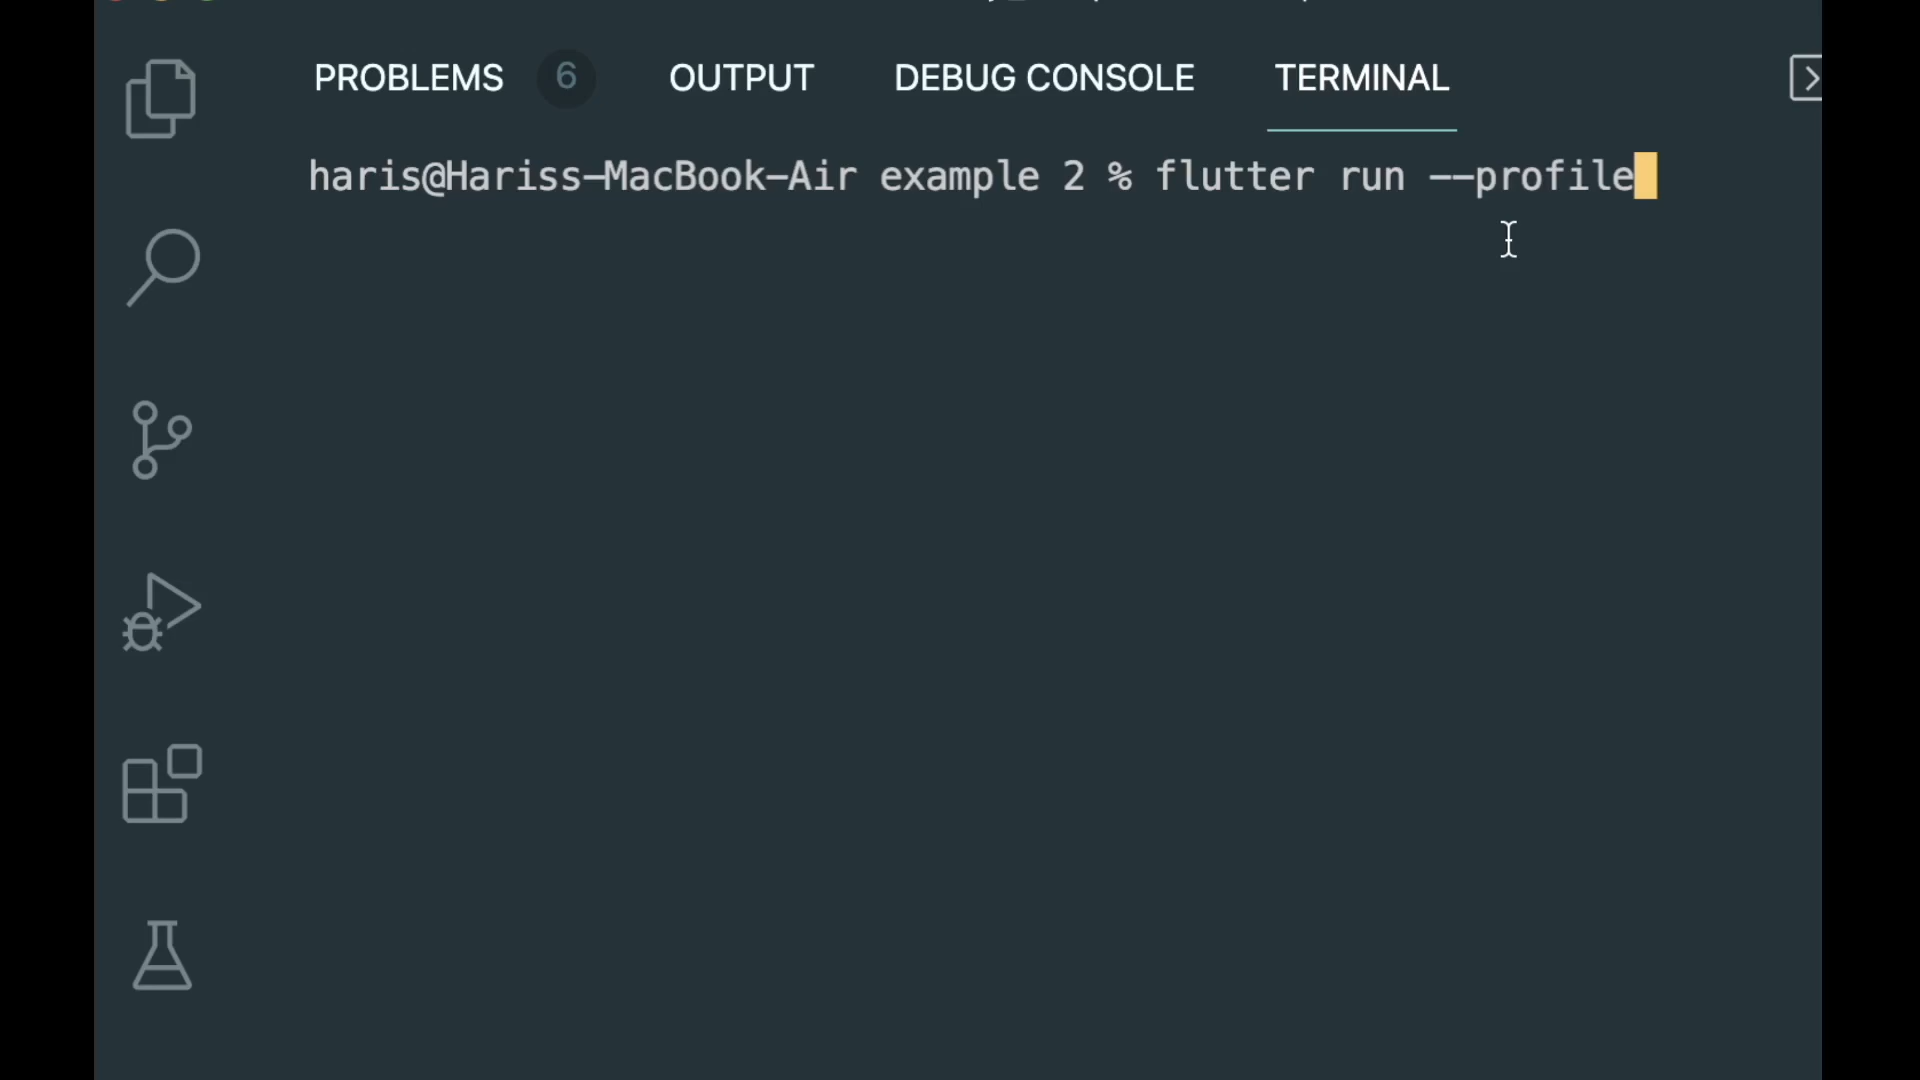 PROBLEMS 6 OUTPUT DEBUG CONSOLE TERMINAL
haris@Hariss-MacBook-Air example 2 % flutter run --profile